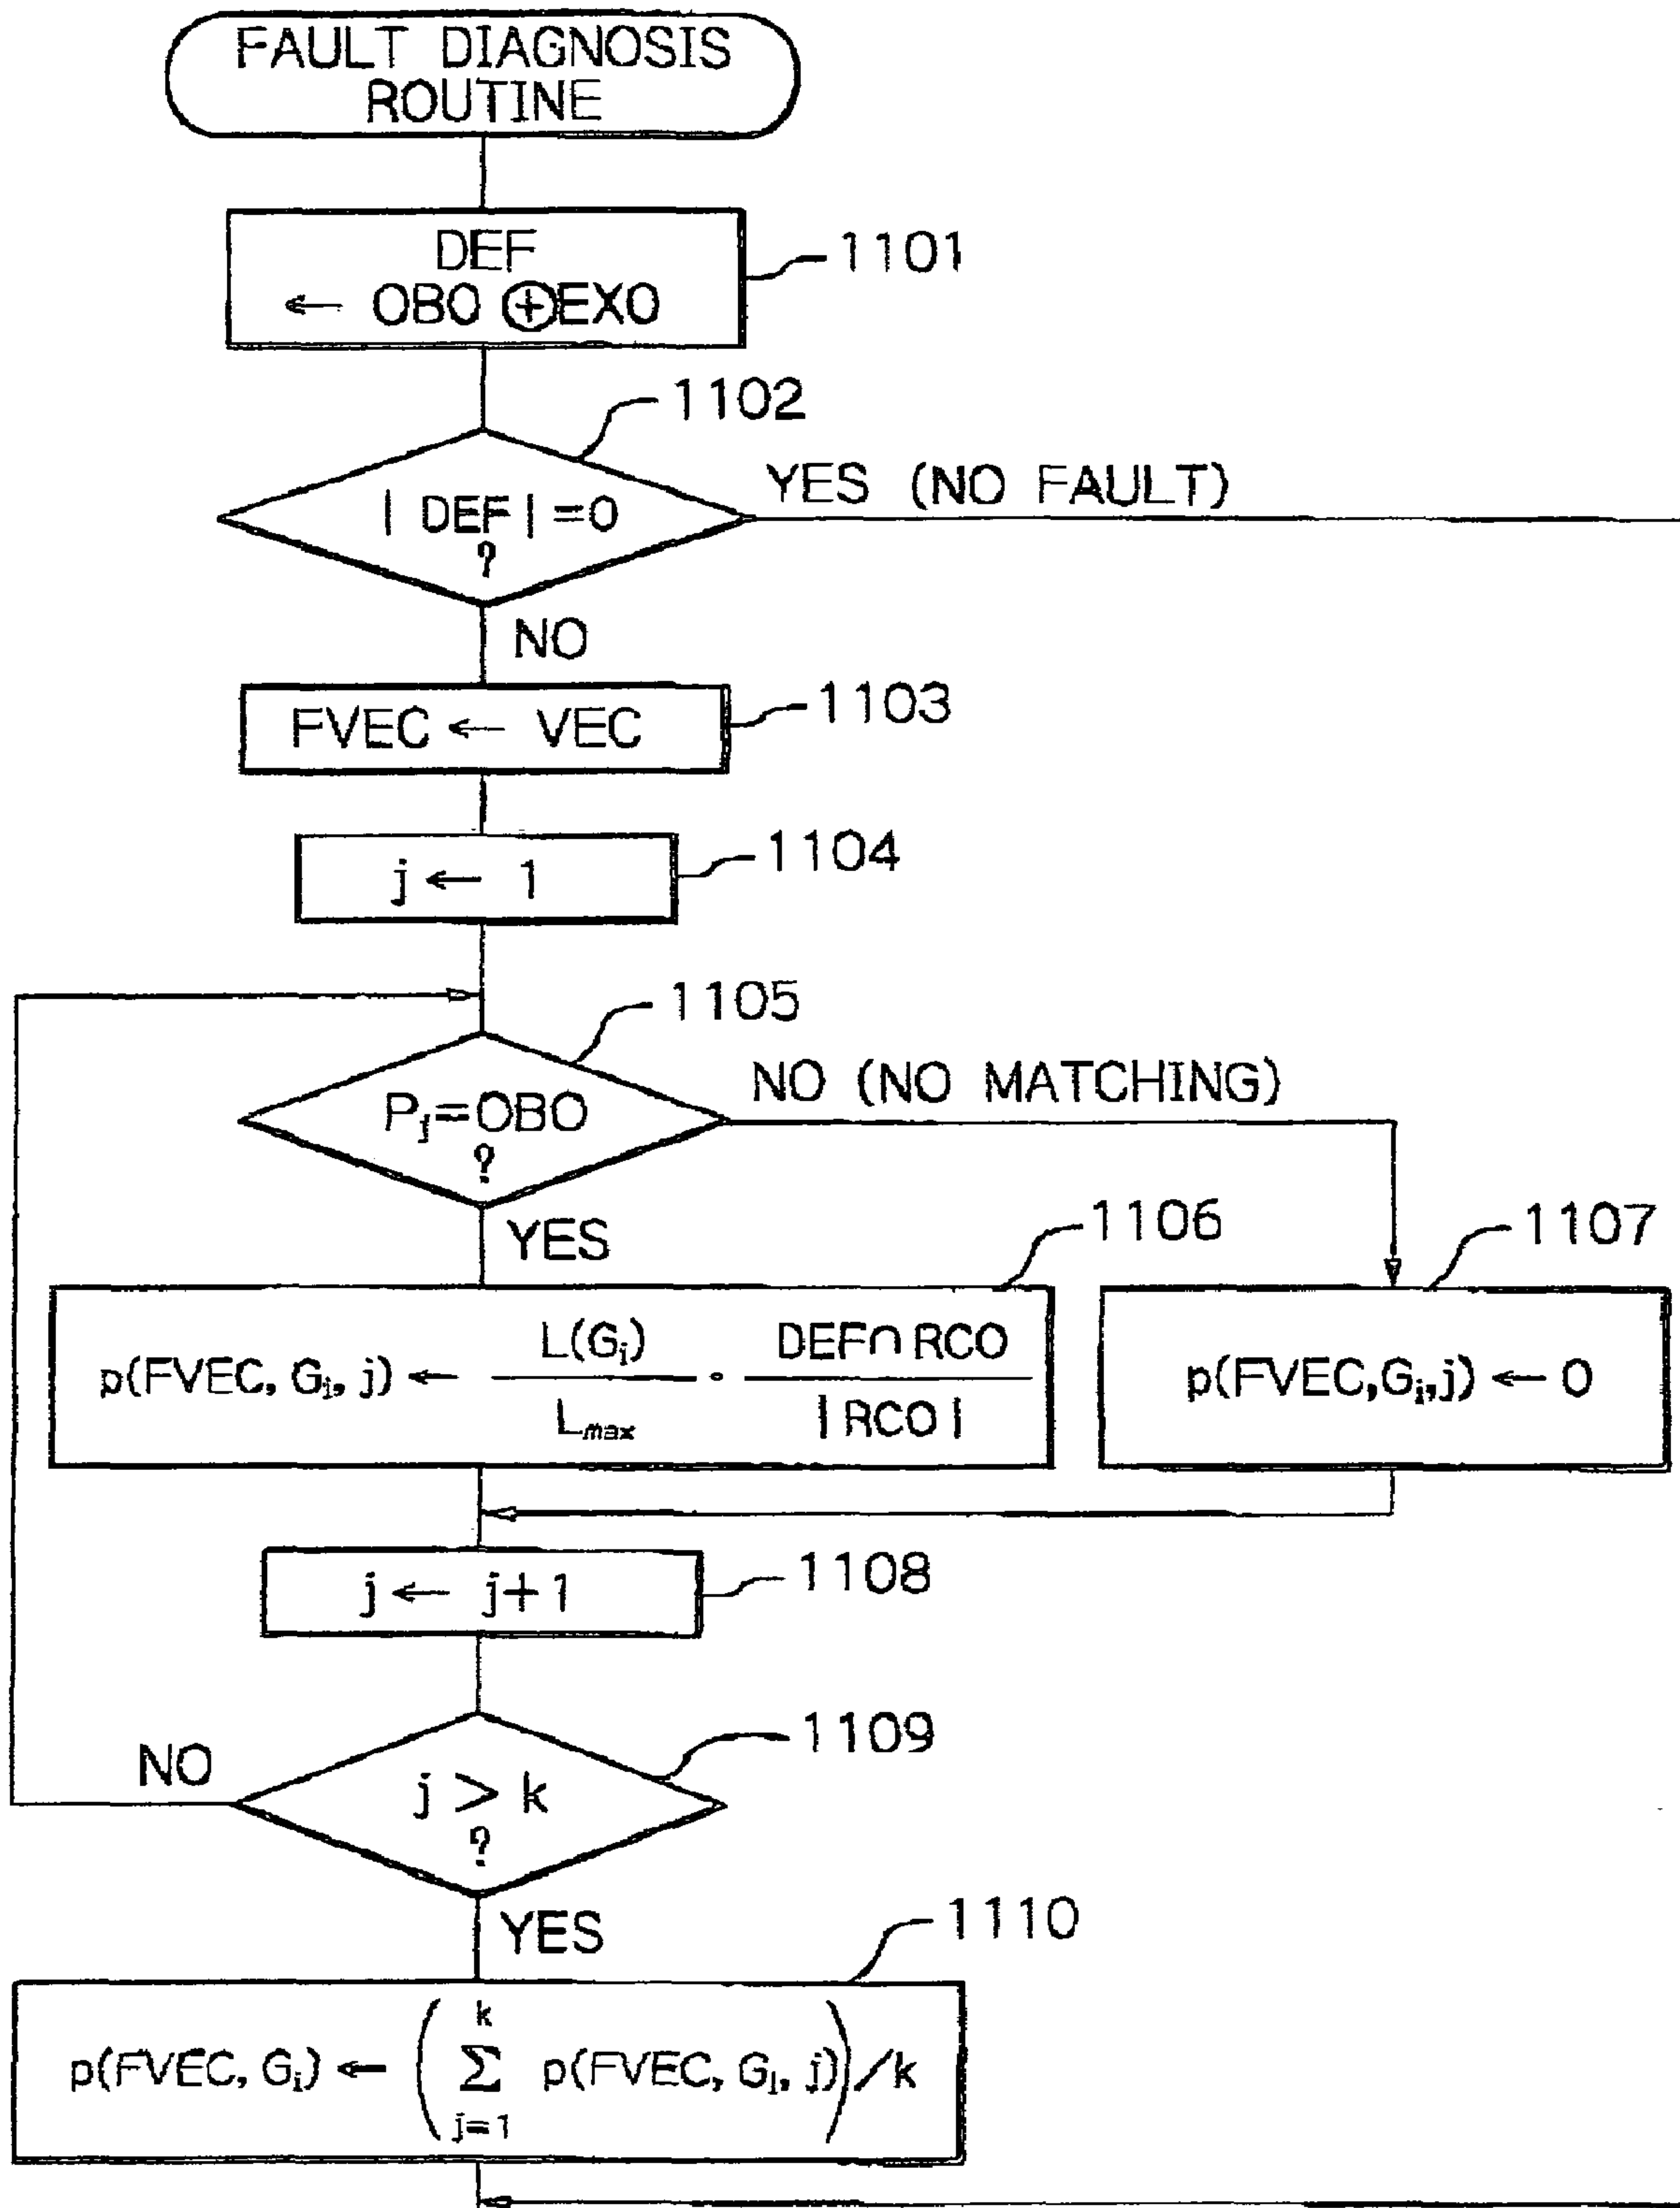 FAULT DIAGNOSIS
ROUTINE
DEF
← OBO ⊕EXO
1101
1102
| DEF | =0
?
YES (NO FAULT)
NO
FVEC ← VEC
1103
j ← 1
1104
1105
Pj=OBO
?
NO (NO MATCHING)
YES
1106
p(FVEC, Gi, j) ← L(Gi) / Lmax · DEF∩RCO / |RCO|
1107
p(FVEC,Gi,j) ← 0
j ← j+1
1108
1109
j > k
?
NO
YES
1110
p(FVEC, Gi) ← ( k Σ j=1 p(FVEC, Gi, j) ) /k